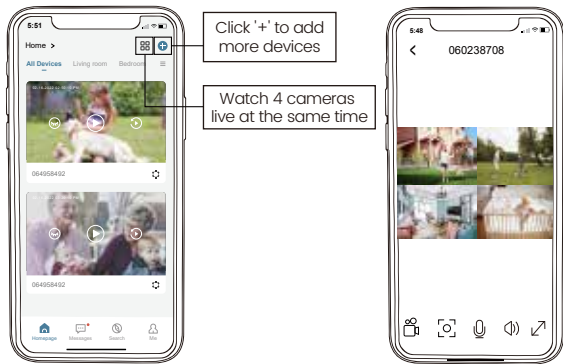 5:51
Home >
All Devices Living room Bedroom
064958492
064958492
Homepage Messages Search Me
Click '+' to add
more devices
Watch 4 cameras
live at the same time
5:48
060238708